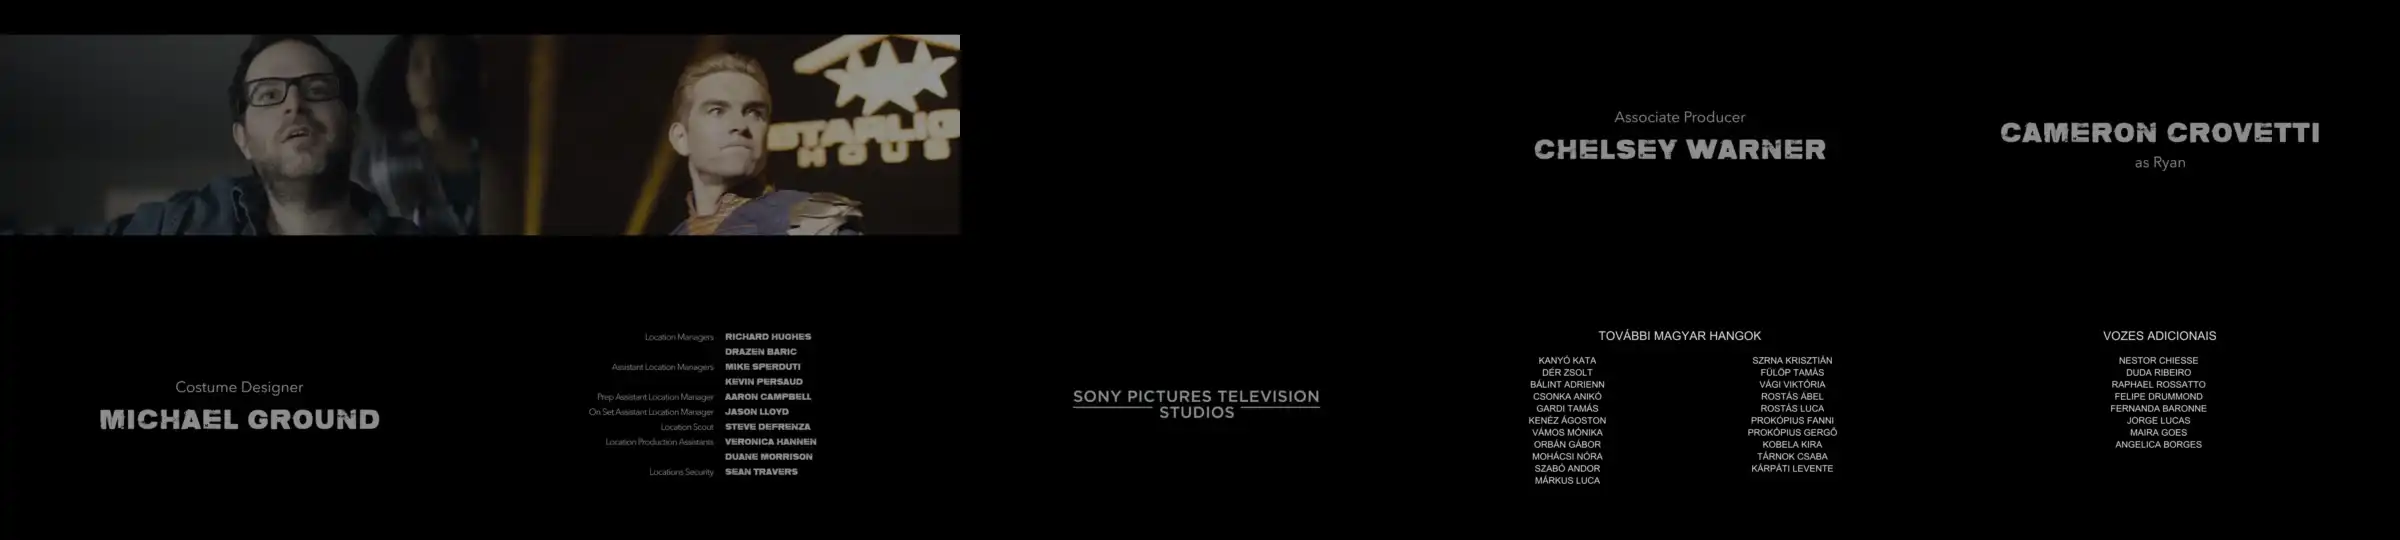 STARLIG
HOUS
Associate Producer
CHELSEY WARNER
CAMERON CROVETTI
as Ryan
Costume Designer
MICHAEL GROUND
Location Managers RICHARD HUGHES
DRAZEN BARIC
Assistant Location Managers MIKE SPERDUTI
KEVIN PERSAUD
Prep Assistant Location Manager AARON CAMPBELL
On Set Assistant Location Manager JASON LLOYD
Location Scout STEVE DEFRENZA
Location Production Assistants VERONICA HANNEN
DUANE MORRISON
Locations Security SEAN TRAVERS
SONY PICTURES TELEVISION
STUDIOS
TOVÁBBI MAGYAR HANGOK
KANYÓ KATA
DÉR ZSOLT
BÁLINT ADRIENN
CSONKA ANIKÓ
GARDI TAMÁS
KENÉZ ÁGOSTON
VÁMOS MÓNIKA
ORBÁN GÁBOR
MOHÁCSI NÓRA
SZABÓ ANDOR
MÁRKUS LUCA
SZRNA KRISZTIÁN
FÜLÖP TAMÁS
VÁGI VIKTÓRIA
ROSTÁS ÁBEL
ROSTÁS LUCA
PROKÓPIUS FANNI
PROKÓPIUS GERGŐ
KOBELA KIRA
TÁRNOK CSABA
KÁRPÁTI LEVENTE
VOZES ADICIONAIS
NESTOR CHIESSE
DUDA RIBEIRO
RAPHAEL ROSSATTO
FELIPE DRUMMOND
FERNANDA BARONNE
JORGE LUCAS
MAIRA GOES
ANGELICA BORGES